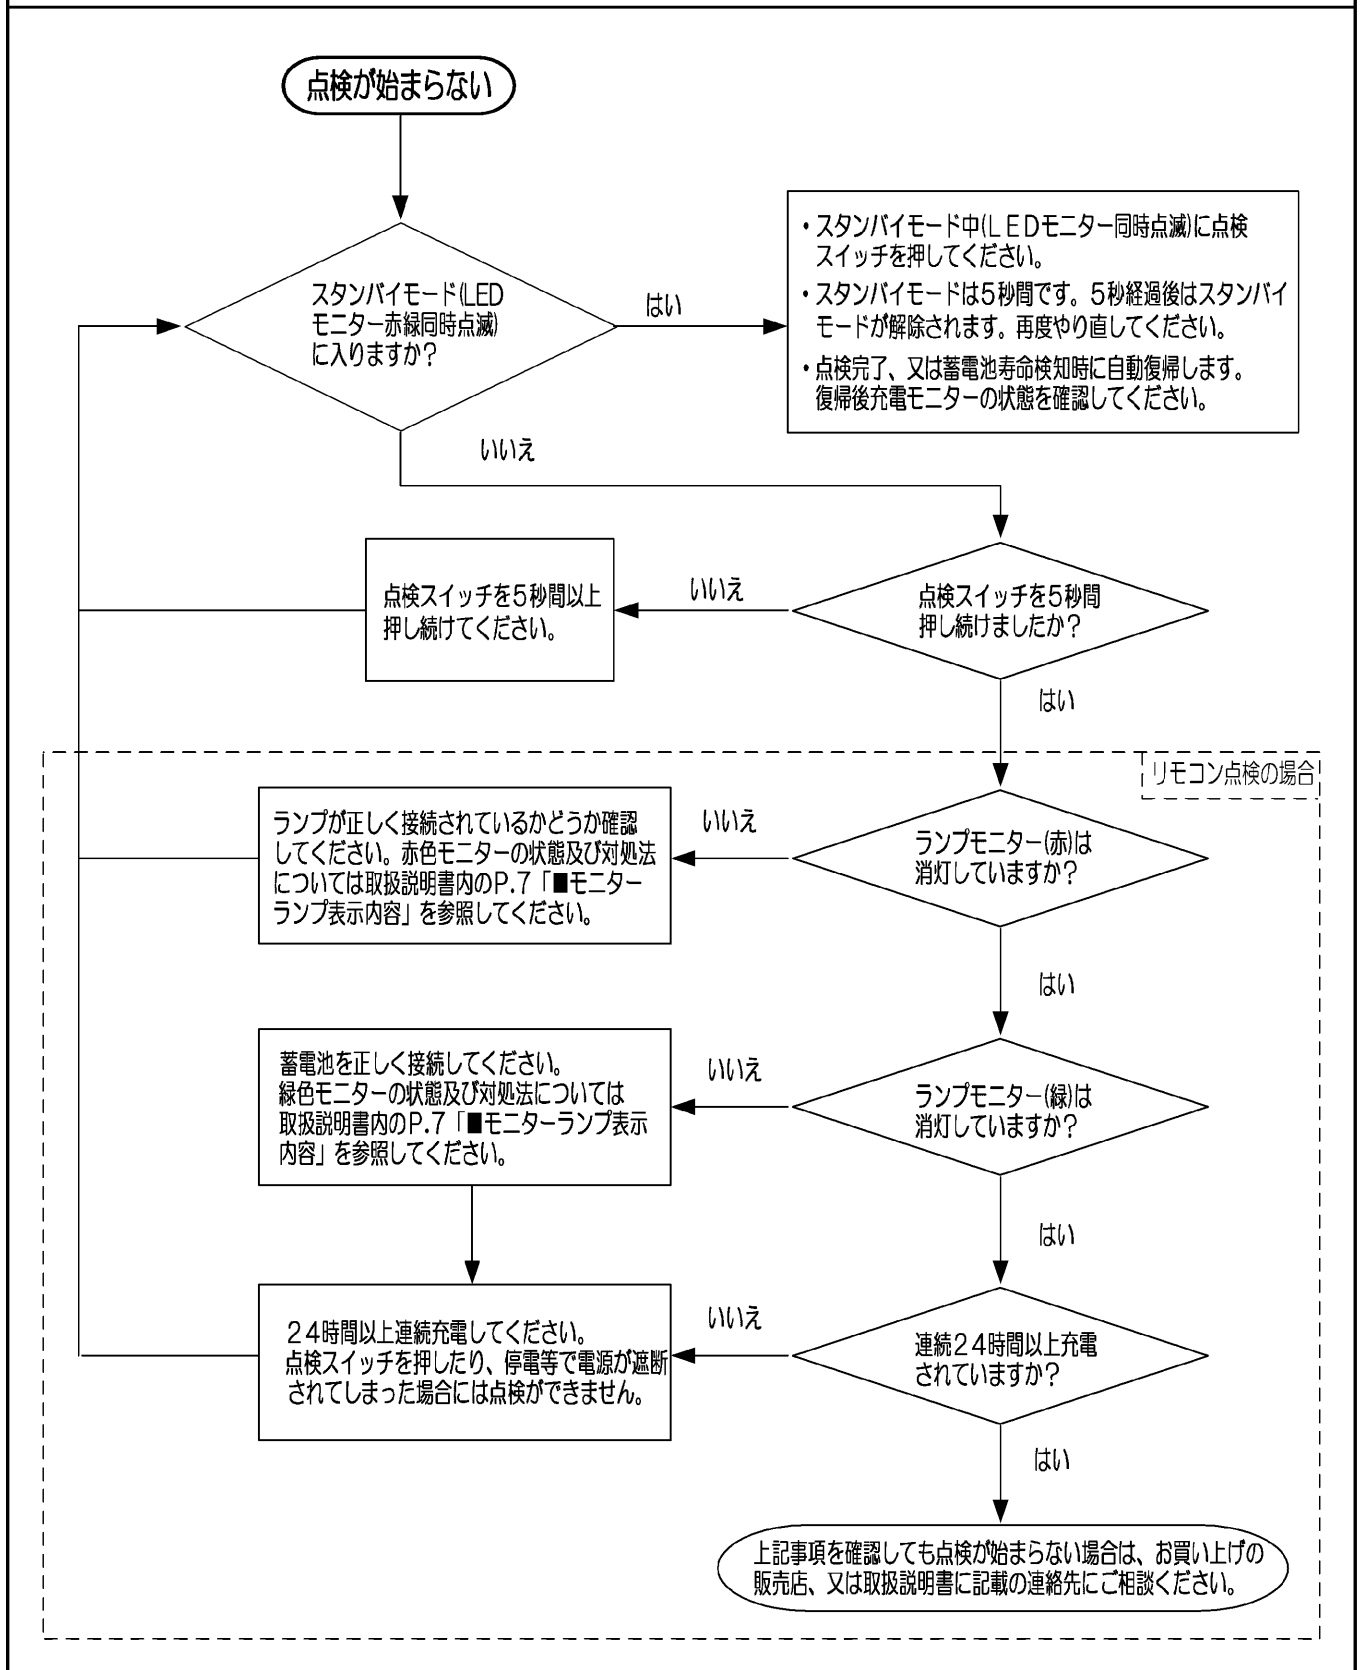 点検が始まらない
スタンバイモード(LED
モニター赤緑同時点滅)
に入りますか？
はい
・スタンバイモード中(ＬＥＤモニター同時点滅)に点検
スイッチを押してください。
・スタンバイモードは５秒間です。５秒経過後はスタンバイ
モードが解除されます。再度やり直してください。
・点検完了、又は蓄電池寿命検知時に自動復帰します。
復帰後充電モニターの状態を確認してください。
いいえ
点検スイッチを５秒間
押し続けましたか？
いいえ
点検スイッチを５秒間以上
押し続けてください。
はい
リモコン点検の場合
ランプモニター(赤)は
消灯していますか？
いいえ
ランプが正しく接続されているかどうか確認
してください。赤色モニターの状態及び対処法
については取扱説明書内のＰ.７「■モニター
ランプ表示内容」を参照してください。
はい
ランプモニター(緑)は
消灯していますか？
いいえ
蓄電池を正しく接続してください。
緑色モニターの状態及び対処法については
取扱説明書内のＰ.７「■モニターランプ表示
内容」を参照してください。
はい
連続２４時間以上充電
されていますか？
いいえ
２４時間以上連続充電してください。
点検スイッチを押したり、停電等で電源が遮断
されてしまった場合には点検ができません。
はい
上記事項を確認しても点検が始まらない場合は、お買い上げの
販売店、又は取扱説明書に記載の連絡先にご相談ください。